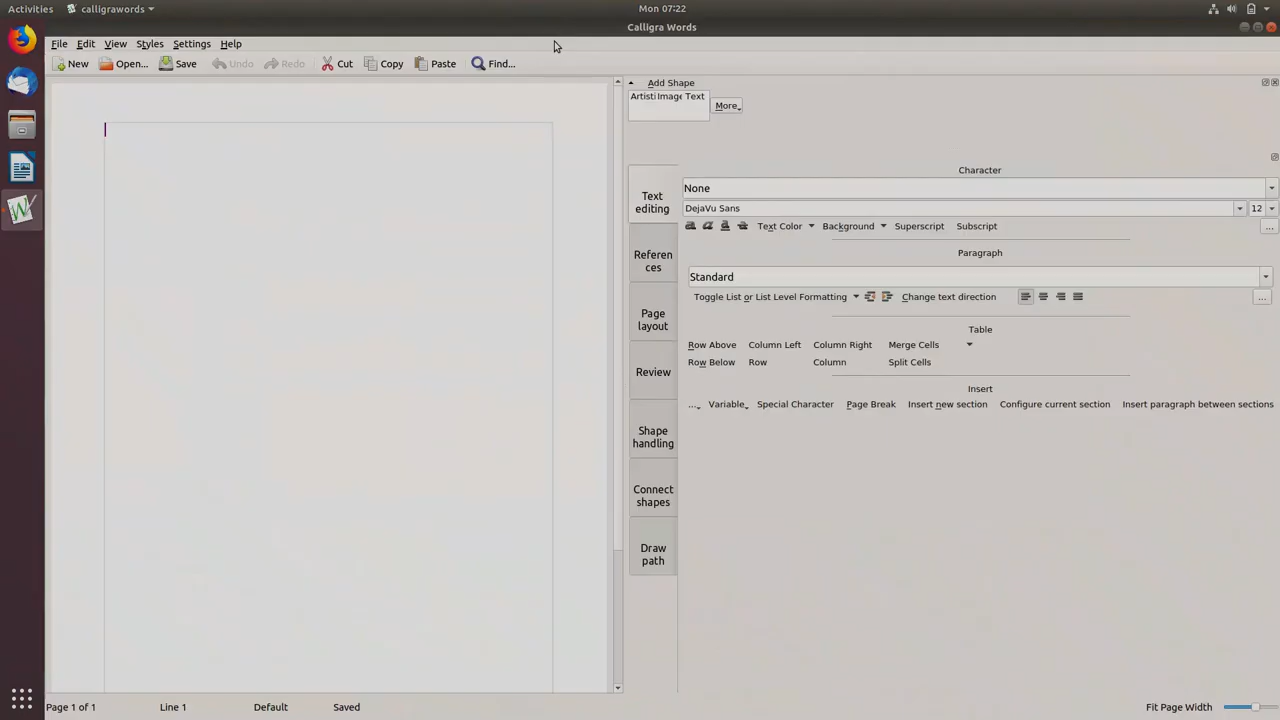 Activities calligrawords Mon 07:22
Calligra Words
File Edit View Styles Settings Help
New Open... Save Undo Redo Cut Copy Paste Find...
Add Shape
Artisti Image Text More
Text editing
References
Page layout
Review
Shape handling
Connect shapes
Draw path
Character
None
DejaVu Sans 12
Text Color Background Superscript Subscript ...
Paragraph
Standard
Toggle List or List Level Formatting Change text direction ...
Table
Row Above Column Left Column Right Merge Cells
Row Below Row Column Split Cells
Insert
... Variable Special Character Page Break Insert new section Configure current section Insert paragraph between sections
Page 1 of 1 Line 1 Default Saved Fit Page Width